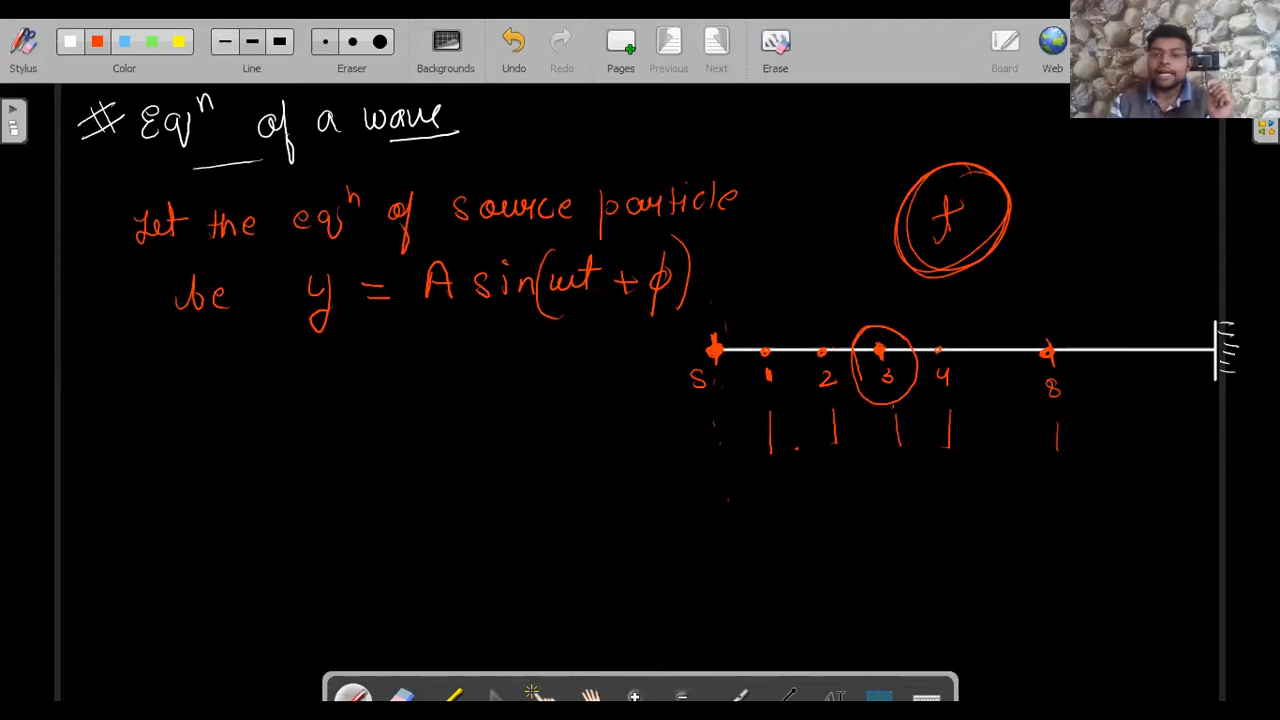 Stylus Color Line Eraser Backgrounds Undo Redo Pages Previous Next Erase Board Web
# Eqⁿ of a wave
Let the eqⁿ of source particle
be y = A sin(ωt + φ)
t
S 1 2 3 4 8